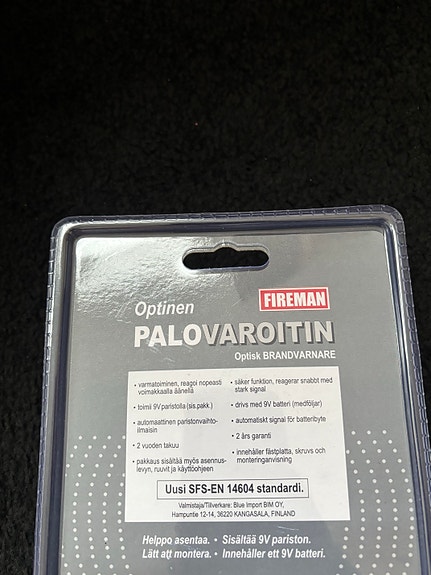 Optinen
FIREMAN
PALOVAROITIN
Optisk BRANDVARNARE
• varmatoiminen, reagoi nopeasti
voimakkaalla äänellä
• toimii 9V paristolla (sis.pakk.)
• automaattinen paristonvaihto-
ilmaisin
• 2 vuoden takuu
• pakkaus sisältää myös asennus-
levyn, ruuvit ja käyttöohjeen
• säker funktion, reagerar snabbt med
stark signal
• drivs med 9V batteri (medföljar)
• automatiskt signal för batteribyte
• 2 års garanti
• innehåller fästplatta, skruvs och
monteringanvisning
Uusi SFS-EN 14604 standardi.
Valmistaja/Tillverkare: Blue Import BIM OY,
Hampuntie 12-14, 36220 KANGASALA, FINLAND
Helppo asentaa. • Sisältää 9V pariston.
Lätt att montera. • Innehåller ett 9V batteri.